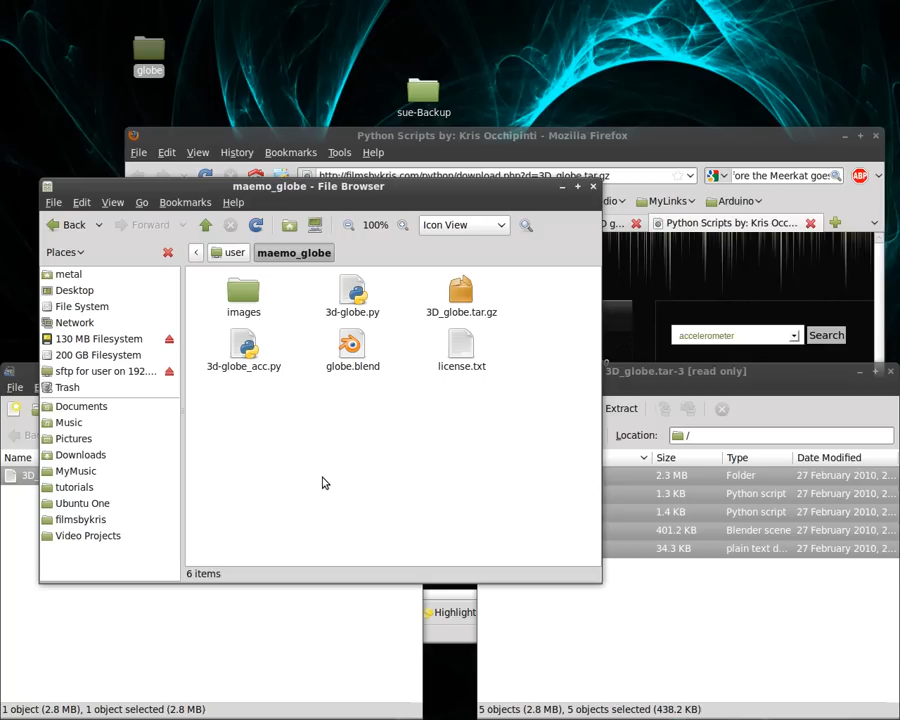 globe
sue-Backup
Python Scripts by: Kris Occhipinti - Mozilla Firefox
File Edit View History Bookmarks Tools Help
http://filmsbykris.com/python/download.php?d=3D_globe.tar.gz
'ore the Meerkat goes
ABP
MyLinks
Arduino
Python Scripts by: Kris Occ...
accelerometer
Search
maemo_globe - File Browser
File Edit View Go Bookmarks Help
Back Forward 100% Icon View
Places
user maemo_globe
metal
Desktop
File System
Network
130 MB Filesystem
200 GB Filesystem
sftp for user on 192....
Trash
Documents
Music
Pictures
Downloads
MyMusic
tutorials
Ubuntu One
filmsbykris
Video Projects
images
3d-globe.py
3D_globe.tar.gz
3d-globe_acc.py
globe.blend
license.txt
6 items
File
Name
3D_
1 object (2.8 MB), 1 object selected (2.8 MB)
Highlight
3D_globe.tar-3 [read only]
Extract
Location: /
Size Type Date Modified
2.3 MB Folder 27 February 2010, 2...
1.3 KB Python script 27 February 2010, 2...
1.4 KB Python script 27 February 2010, 2...
401.2 KB Blender scene 27 February 2010, 2...
34.3 KB plain text d... 27 February 2010, 2...
5 objects (2.8 MB), 5 objects selected (438.2 KB)